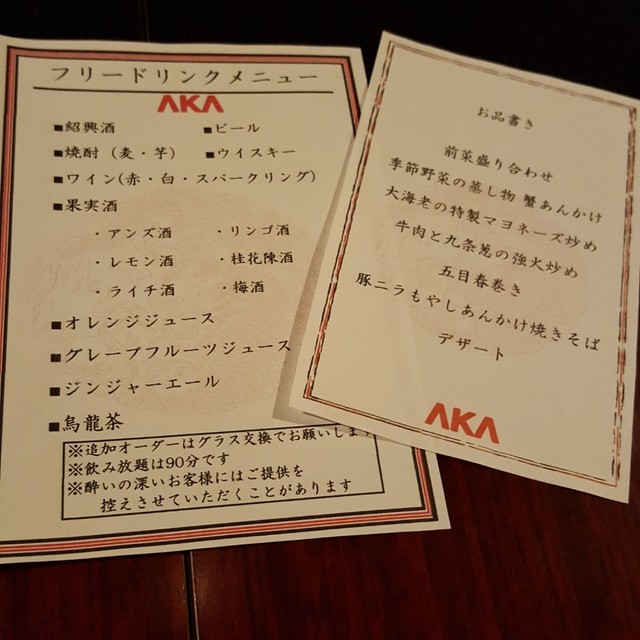 フリードリンクメニュー
AKA
■紹興酒 ■ビール
■焼酎(麦・芋) ■ウイスキー
■ワイン(赤・白・スパークリング)
■果実酒
・アンズ酒 ・リンゴ酒
・レモン酒 ・桂花陳酒
・ライチ酒 ・梅酒
■オレンジジュース
■グレープフルーツジュース
■ジンジャーエール
■烏龍茶
※追加オーダーはグラス交換でお願いします
※飲み放題は90分です
※酔いの深いお客様にはご提供を
控えさせていただくことがあります
お品書き
前菜盛り合わせ
季節野菜の蒸し物 蟹あんかけ
大海老の特製マヨネーズ炒め
牛肉と九条葱の強火炒め
五目春巻き
豚ニラもやしあんかけ焼きそば
デザート
AKA